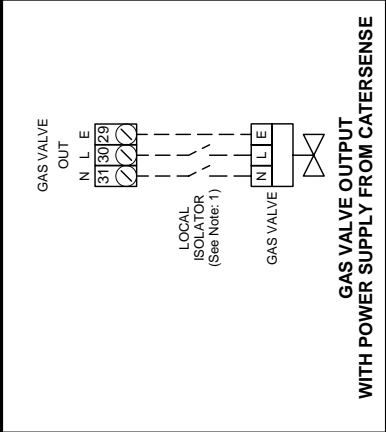 GAS VALVE
OUT
N L E
31 30 29
LOCAL
ISOLATOR
(See Note: 1)
N L E
GAS VALVE
GAS VALVE OUTPUT
WITH POWER SUPPLY FROM CATERSENSE